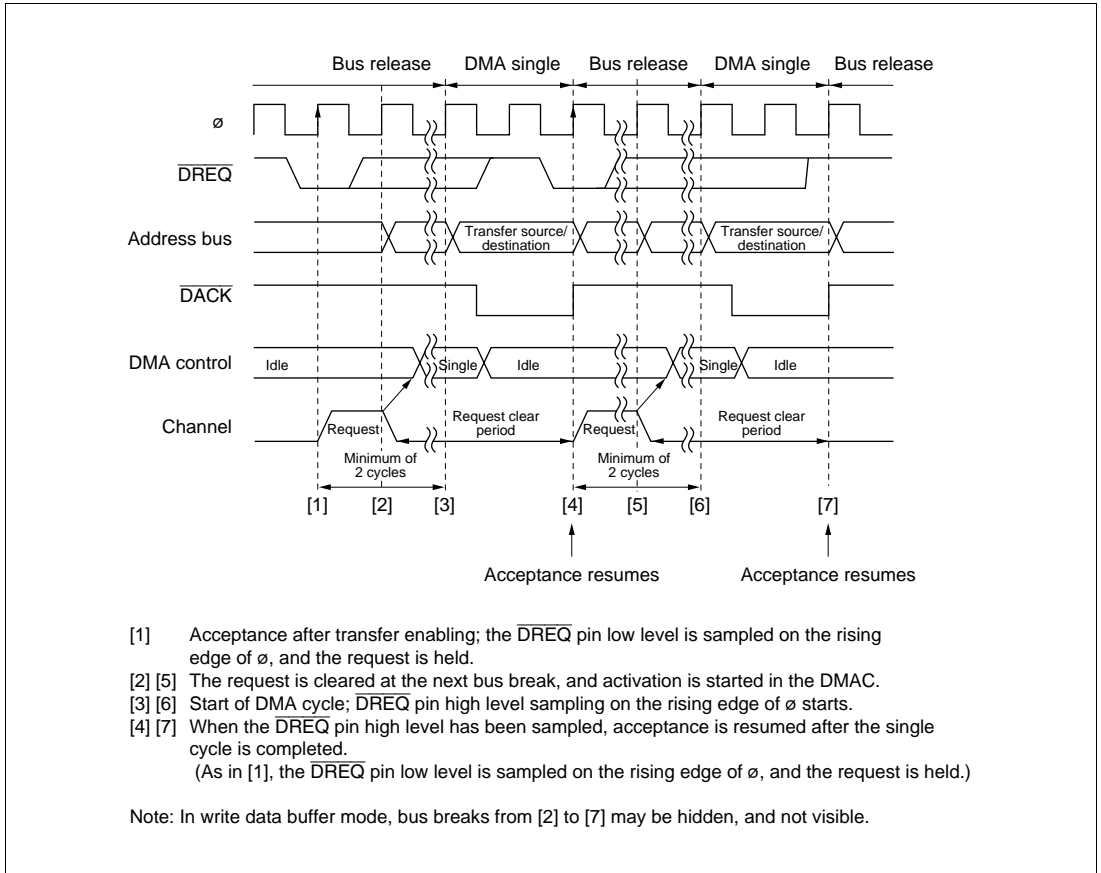 Bus release DMA single Bus release DMA single Bus release
ø
DREQ
Address bus
Transfer source/
destination
Transfer source/
destination
DACK
DMA control
Idle Single Idle Single Idle
Channel
Request
Request clear
period
Request
Request clear
period
Minimum of
2 cycles
Minimum of
2 cycles
[1] [2] [3] [4] [5] [6] [7]
Acceptance resumes Acceptance resumes
[1] Acceptance after transfer enabling; the DREQ pin low level is sampled on the rising
edge of ø, and the request is held.
[2] [5] The request is cleared at the next bus break, and activation is started in the DMAC.
[3] [6] Start of DMA cycle; DREQ pin high level sampling on the rising edge of ø starts.
[4] [7] When the DREQ pin high level has been sampled, acceptance is resumed after the single
cycle is completed.
(As in [1], the DREQ pin low level is sampled on the rising edge of ø, and the request is held.)
Note: In write data buffer mode, bus breaks from [2] to [7] may be hidden, and not visible.